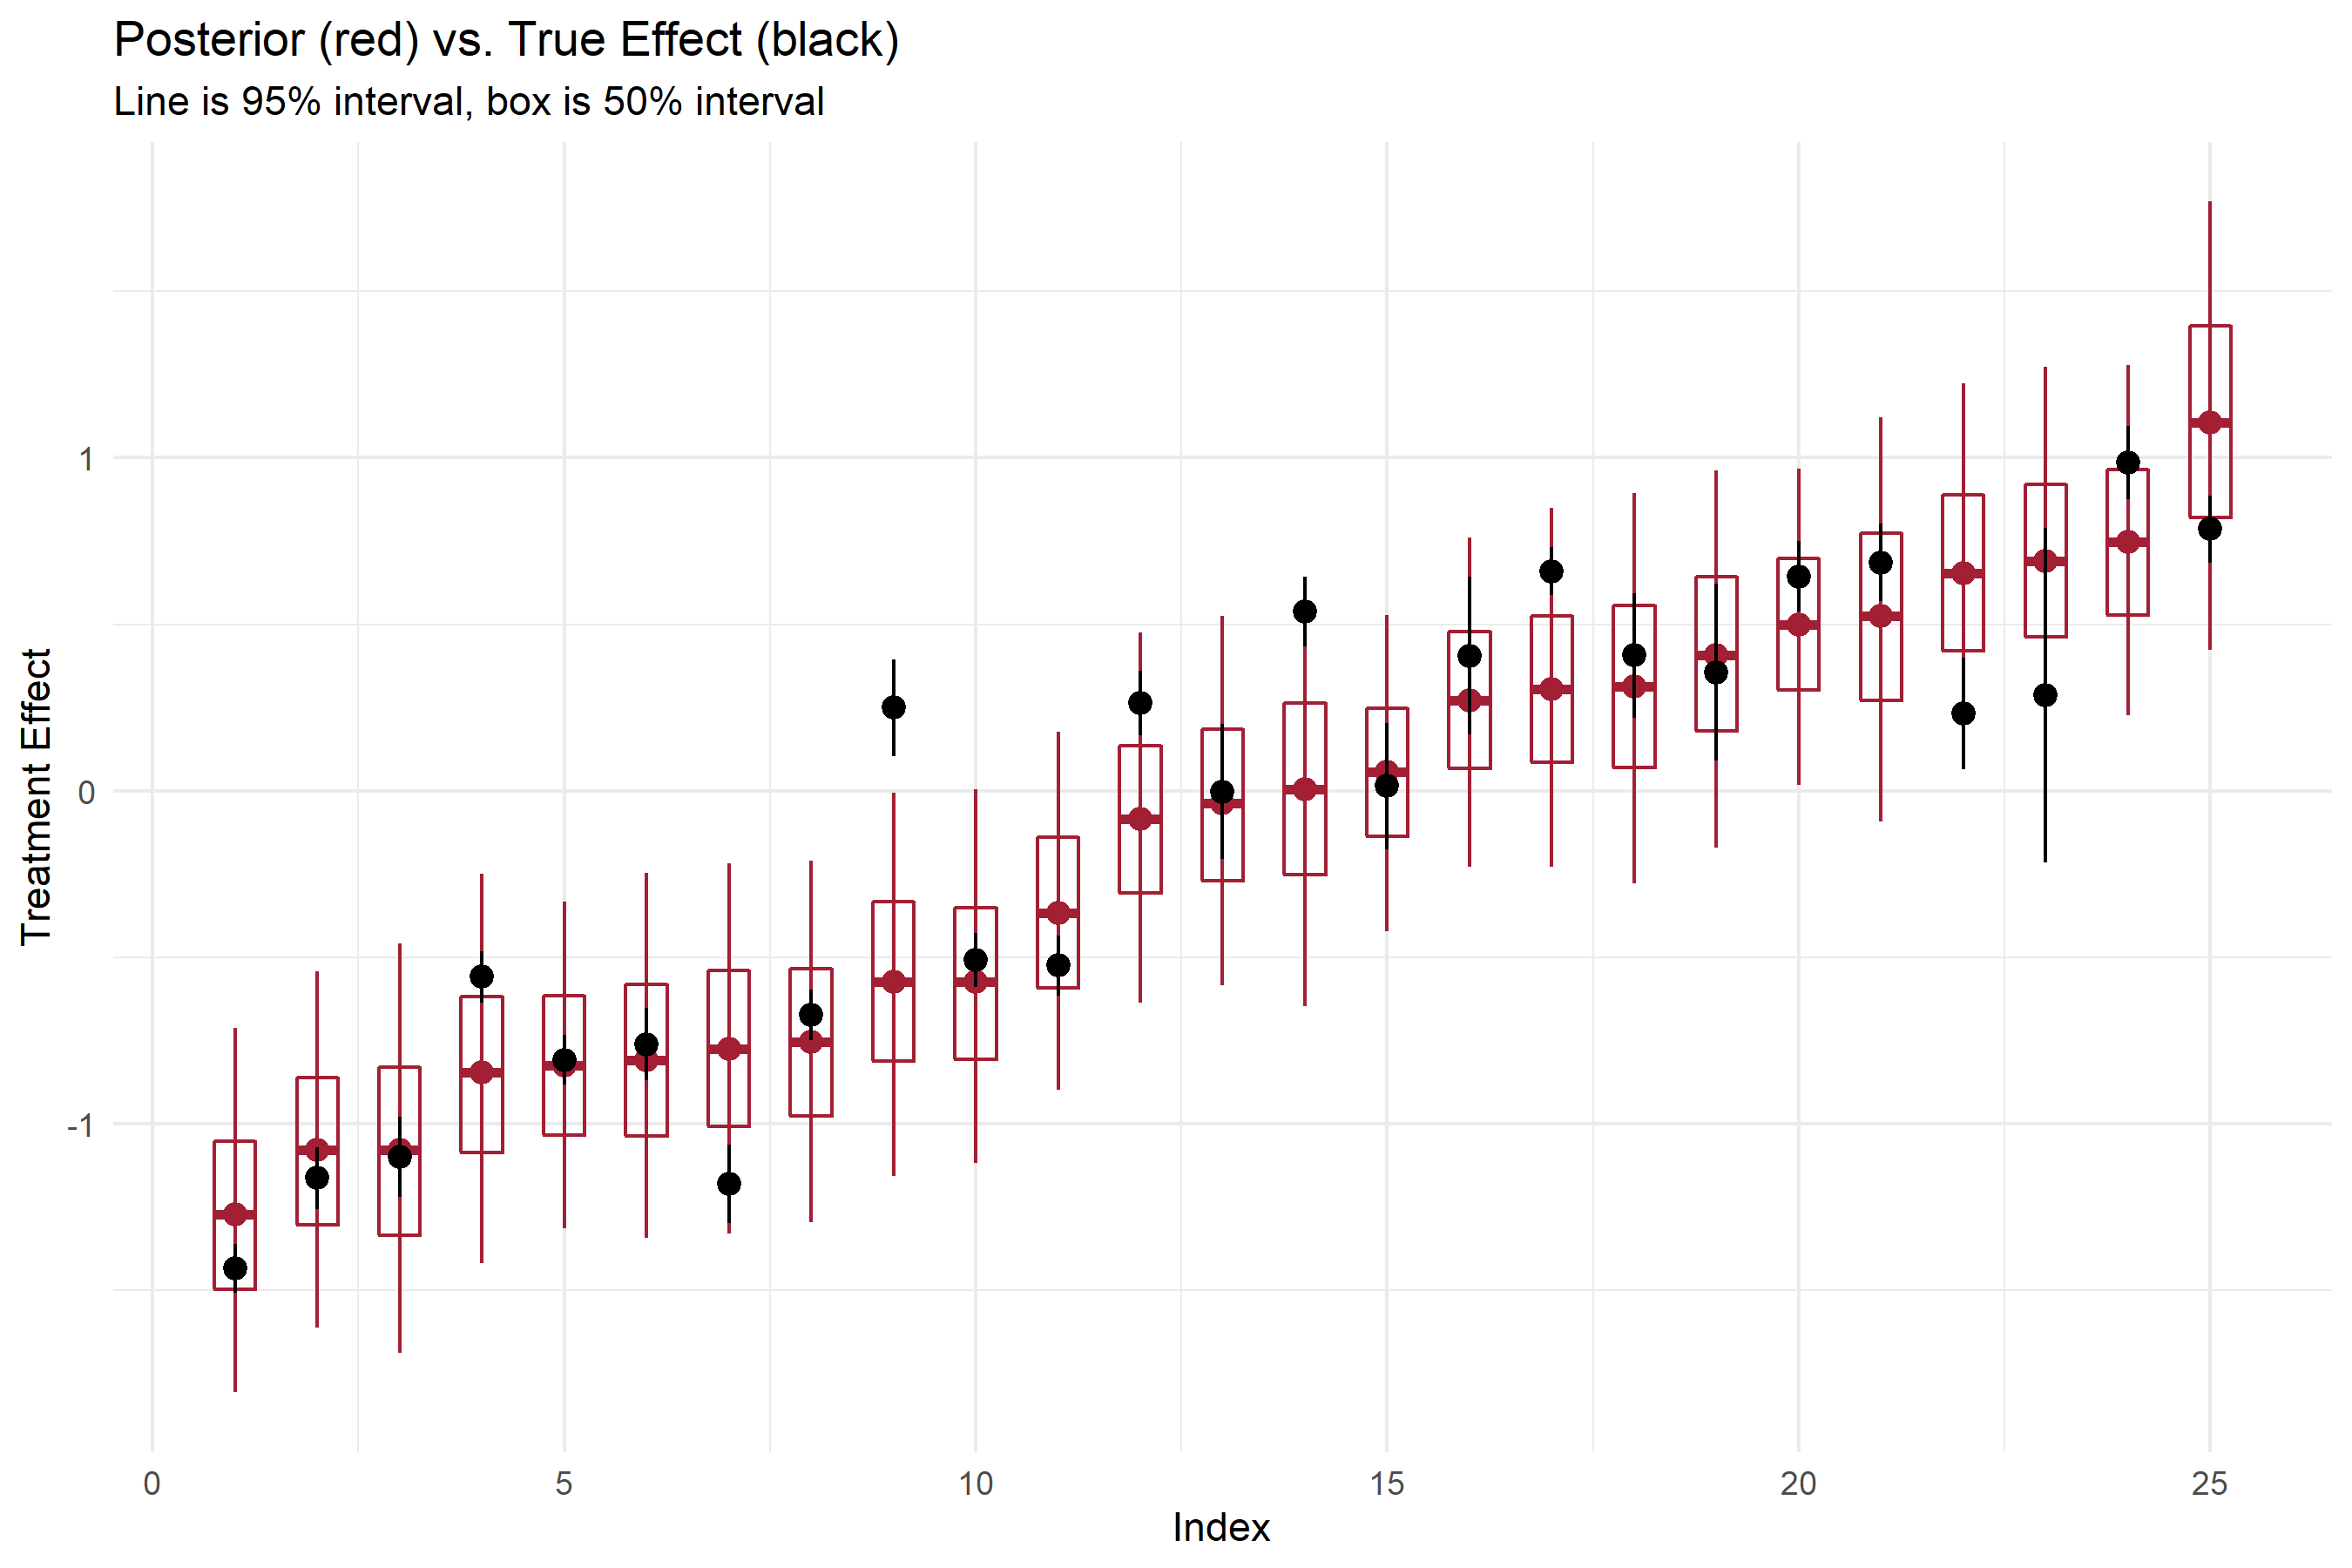 Posterior (red) vs. True Effect (black)
Line is 95% interval, box is 50% interval
Treatment Effect
1
0
-1
-1
0
5
10
15
20
25
Index